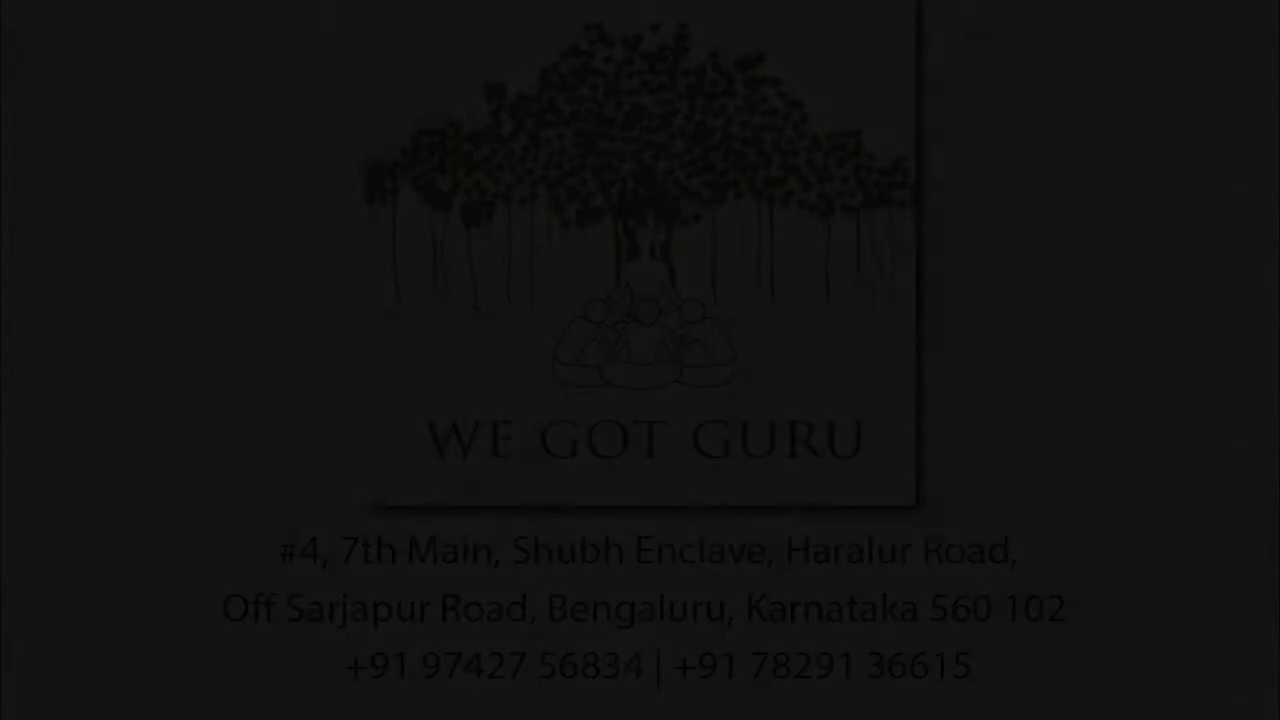 WE GOT GURU
#4, 7th Main, Shubh Enclave, Haralur Road,
Off Sarjapur Road, Bengaluru, Karnataka 560 102
+91 97427 56834 | +91 78291 36615